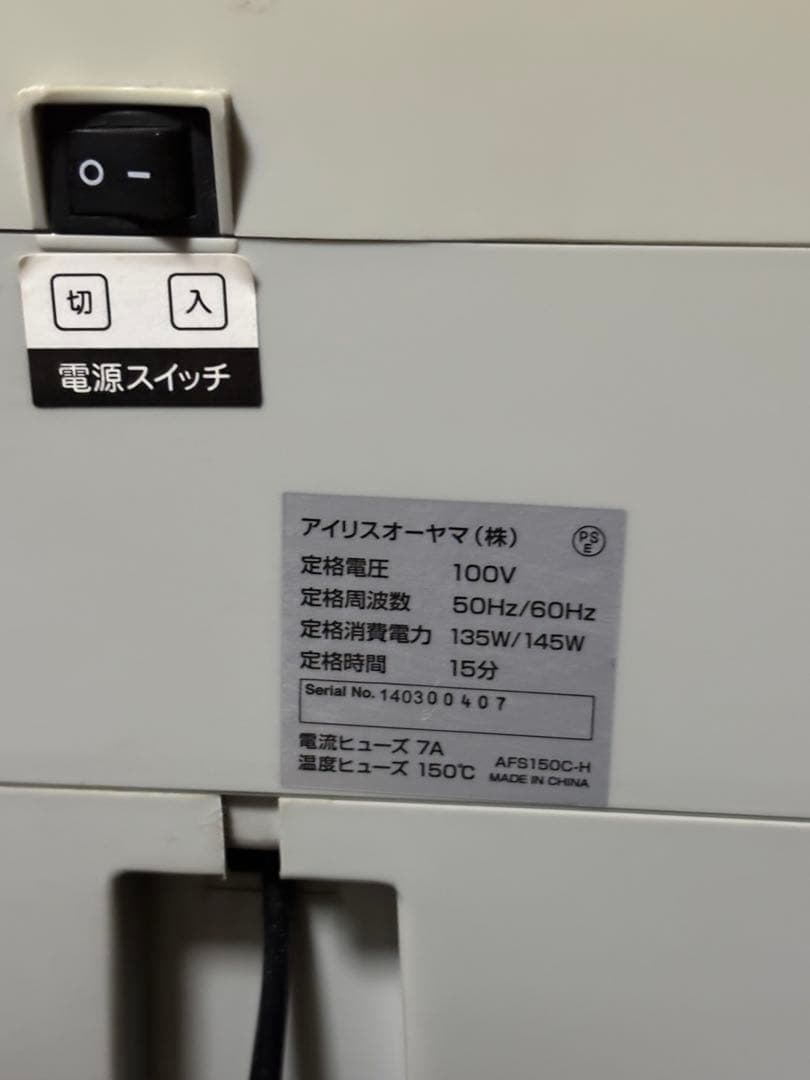 O –
切 入
電源スイッチ
アイリスオーヤマ(株) PSE
定格電圧 100V
定格周波数 50Hz/60Hz
定格消費電力 135W/145W
定格時間 15分
Serial No. 140300407
電流ヒューズ 7A
温度ヒューズ 150℃
AFS150C-H
MADE IN CHINA